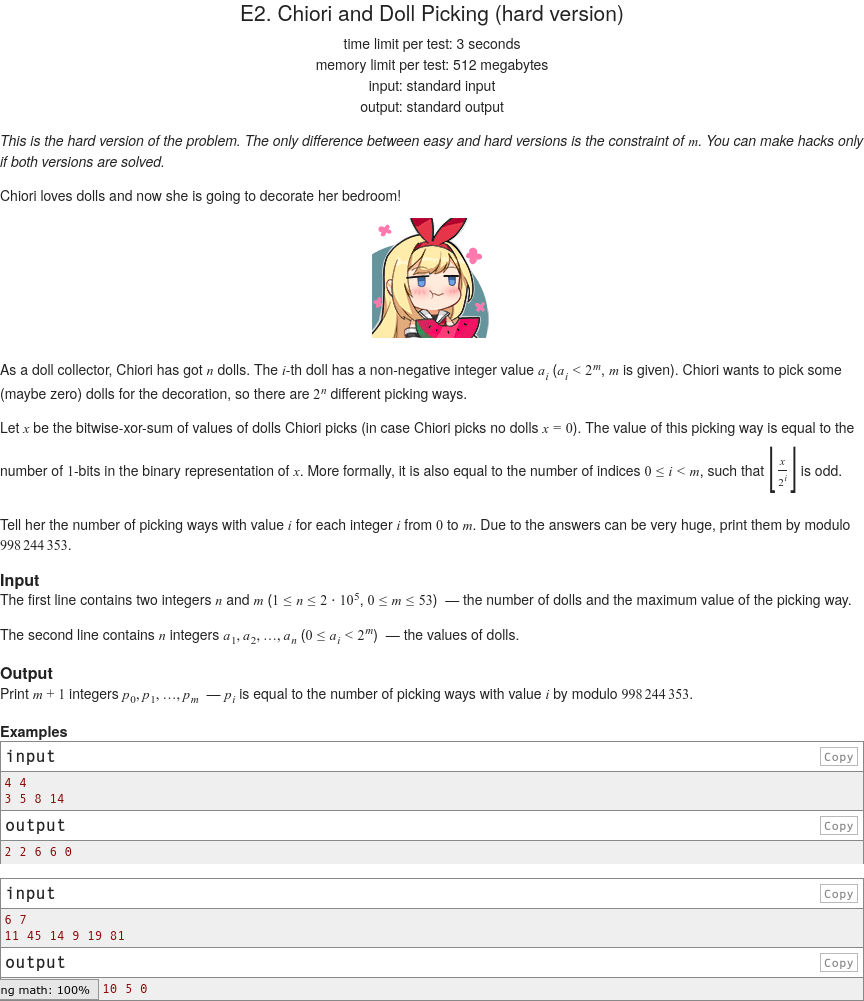 E2. Chiori and Doll Picking (hard version)
time limit per test: 3 seconds
memory limit per test: 512 megabytes
input: standard input
output: standard output
This is the hard version of the problem. The only difference between easy and hard versions is the constraint of m. You can make hacks only
if both versions are solved.
Chiori loves dolls and now she is going to decorate her bedroom!
As a doll collector, Chiori has got n dolls. The i-th doll has a non-negative integer value a_i (a_i < 2^m, m is given). Chiori wants to pick some
(maybe zero) dolls for the decoration, so there are 2^n different picking ways.
Let x be the bitwise-xor-sum of values of dolls Chiori picks (in case Chiori picks no dolls x = 0). The value of this picking way is equal to the
number of 1-bits in the binary representation of x. More formally, it is also equal to the number of indices 0 ≤ i < m, such that ⌊x/2^i⌋ is odd.
Tell her the number of picking ways with value i for each integer i from 0 to m. Due to the answers can be very huge, print them by modulo
998 244 353.
Input
The first line contains two integers n and m (1 ≤ n ≤ 2 · 10^5, 0 ≤ m ≤ 53) — the number of dolls and the maximum value of the picking way.
The second line contains n integers a_1, a_2, …, a_n (0 ≤ a_i < 2^m) — the values of dolls.
Output
Print m + 1 integers p_0, p_1, …, p_m — p_i is equal to the number of picking ways with value i by modulo 998 244 353.
Examples
input Copy
4 4
3 5 8 14
output Copy
2 2 6 6 0
input Copy
6 7
11 45 14 9 19 81
output Copy
ng math: 100% 10 5 0